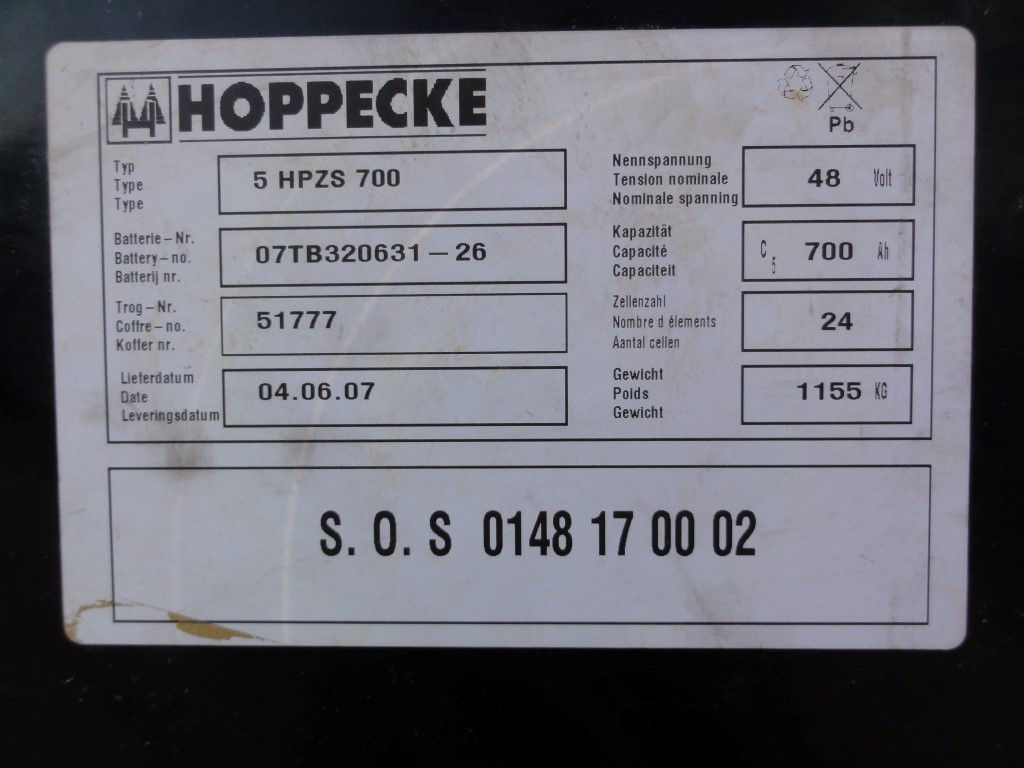 HOPPECKE
Pb
Typ
Type
Type
5 HPZS 700
Nennspannung
Tension nominale
Nominale spanning
48 Volt
Batterie-Nr.
Battery-no.
Batterij nr.
07TB320631-26
Kapazität
Capacité
Capaciteit
C5 700 Ah
Trog-Nr.
Coffre-no.
Koffer nr.
51777
Zellenzahl
Nombre d élements
Aantal cellen
24
Lieferdatum
Date
Leveringsdatum
04.06.07
Gewicht
Poids
Gewicht
1155 KG
S. O. S 0148 17 00 02